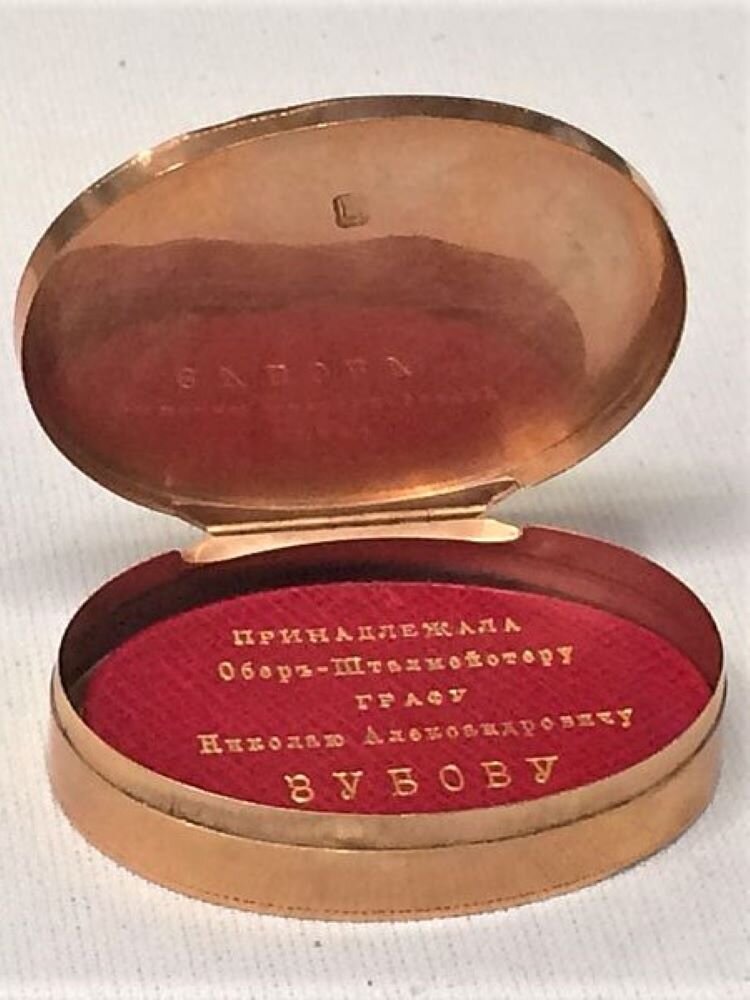 ПРИНАДЛЕЖАЛА
Оберъ-Шталмейстеру
ГРАФУ
Николаю Александровичу
ЗУБОВУ